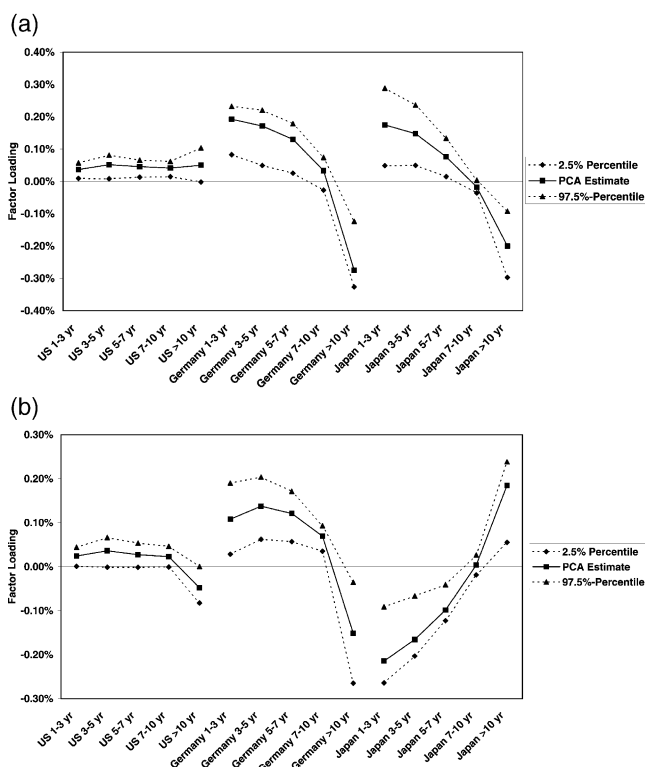 (a)
0.40%
0.30%
0.20%
0.10%
0.00%
-0.10%
-0.20%
-0.30%
-0.40%
Factor Loading
US 1-3 yr
US 3-5 yr
US 5-7 yr
US 7-10 yr
US >10 yr
Germany 1-3 yr
Germany 3-5 yr
Germany 5-7 yr
Germany 7-10 yr
Germany >10 yr
Japan 1-3 yr
Japan 3-5 yr
Japan 5-7 yr
Japan 7-10 yr
Japan >10 yr
2.5% Percentile
PCA Estimate
97.5%-Percentile
(b)
0.30%
0.20%
0.10%
0.00%
-0.10%
-0.20%
-0.30%
Factor Loading
US 1-3 yr
US 3-5 yr
US 5-7 yr
US 7-10 yr
US >10 yr
Germany 1-3 yr
Germany 3-5 yr
Germany 5-7 yr
Germany 7-10 yr
Germany >10 yr
Japan 1-3 yr
Japan 3-5 yr
Japan 5-7 yr
Japan 7-10 yr
Japan >10 yr
2.5% Percentile
PCA Estimate
97.5%-Percentile